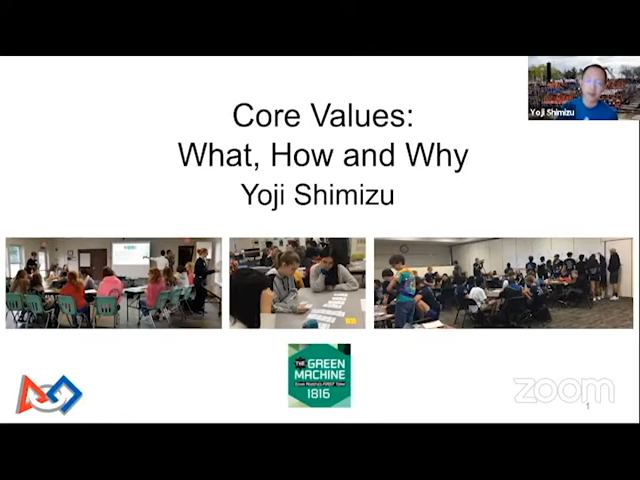 Yoji Shimizu
Core Values:
What, How and Why
Yoji Shimizu
THE
GREEN
MACHINE
1816
zoom
1